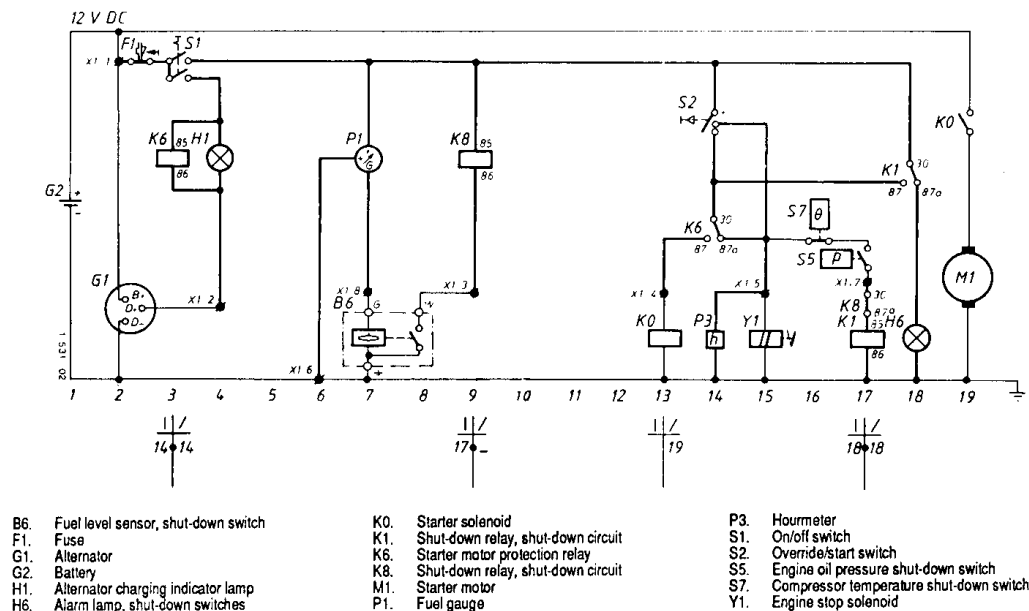 12 V DC
F1
S1
X1.1
S2
K0
K6 85 H1
86
P1
G
K8 85
86
30
K1
87 87a
G2
+
-
30
K6
87 87a
S7 θ
S5 P
M1
G1 B+
D+
D-
X1.2
X1.8
X1.3
B6 G W
X1.4
X1.5
X1.7
30
K8
87a
K0
P3
h
Y1
K1 85 H6
86
X1.6
1 2 3 4 5 6 7 8 9 10 11 12 13 14 15 16 17 18 19
14 14
17 -
19
18 18
B6. Fuel level sensor, shut-down switch
F1. Fuse
G1. Alternator
G2. Battery
H1. Alternator charging indicator lamp
H6. Alarm lamp, shut-down switches
K0. Starter solenoid
K1. Shut-down relay, shut-down circuit
K6. Starter motor protection relay
K8. Shut-down relay, shut-down circuit
M1. Starter motor
P1. Fuel gauge
P3. Hourmeter
S1. On/off switch
S2. Override/start switch
S5. Engine oil pressure shut-down switch
S7. Compressor temperature shut-down switch
Y1. Engine stop solenoid